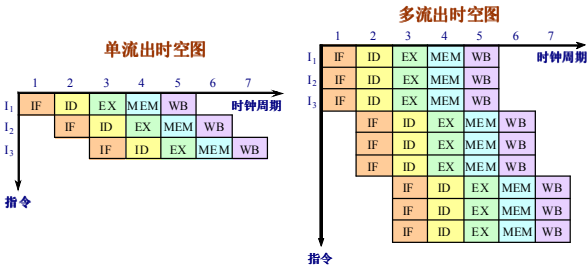 单流出时空图
1 2 3 4 5 6 7
I1 IF ID EX MEM WB 时钟周期
I2 IF ID EX MEM WB
I3 IF ID EX MEM WB
指令
多流出时空图
1 2 3 4 5 6 7
时钟周期
I1 IF ID EX MEM WB
I2 IF ID EX MEM WB
I3 IF ID EX MEM WB
IF ID EX MEM WB
IF ID EX MEM WB
IF ID EX MEM WB
IF ID EX MEM WB
IF ID EX MEM WB
IF ID EX MEM WB
指令